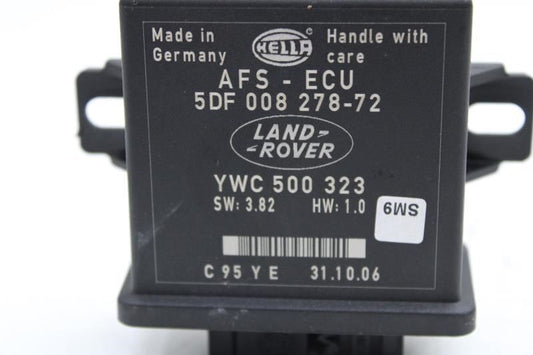 Made in
Germany
HELLA
Handle with
care
AFS - ECU
5DF 008 278-72
LAND-
-ROVER
YWC 500 323
SW: 3.82 HW: 1.0
SM9
C 95 Y E 31.10.06